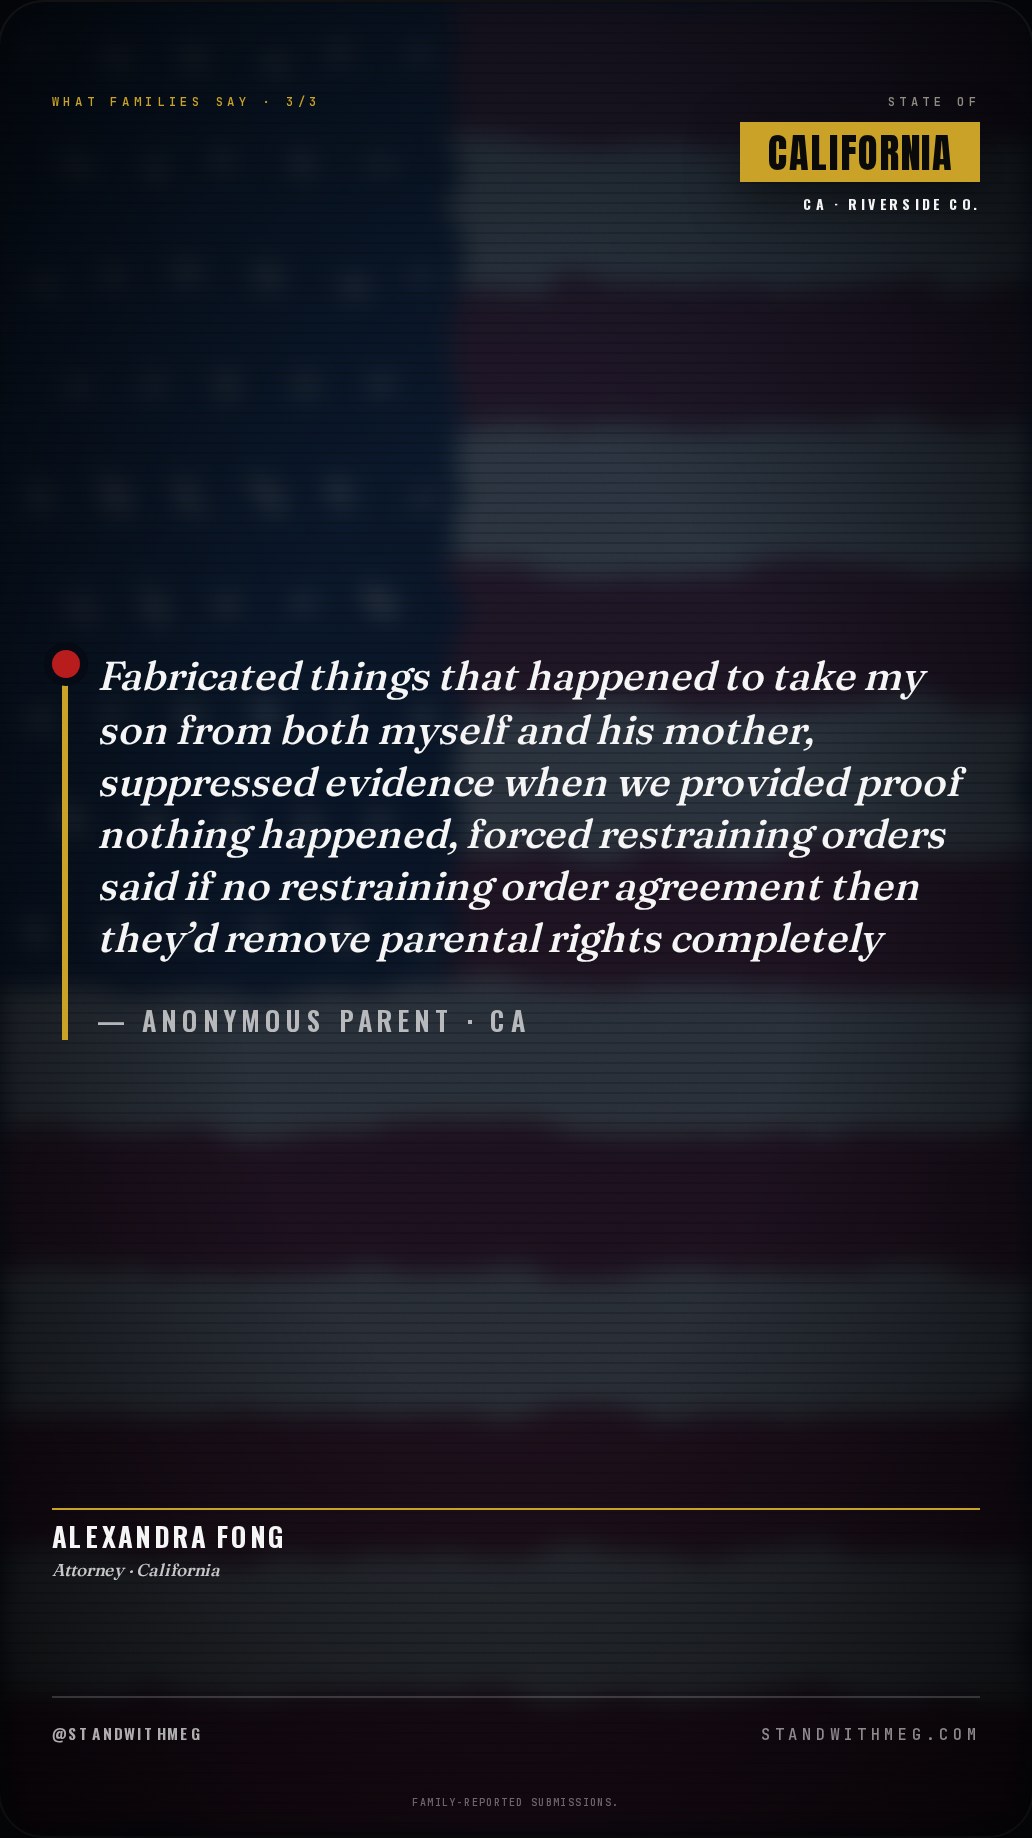 WHAT FAMILIES SAY · 3/3
STATE OF
CALIFORNIA
CA · RIVERSIDE CO.
Fabricated things that happened to take my
son from both myself and his mother,
suppressed evidence when we provided proof
nothing happened, forced restraining orders
said if no restraining order agreement then
they’d remove parental rights completely
— ANONYMOUS PARENT · CA
ALEXANDRA FONG
Attorney · California
@STANDWITHMEG
STANDWITHMEG.COM
FAMILY-REPORTED SUBMISSIONS.